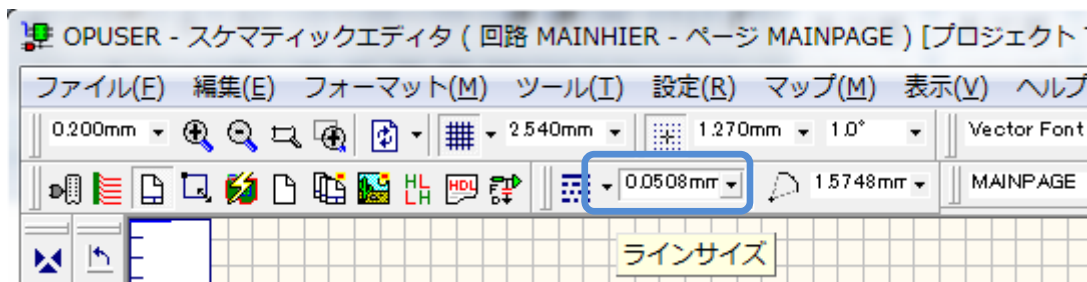 OPUSER - スケマティックエディタ ( 回路 MAINHIER - ページ MAINPAGE ) [プロジェクト
ファイル(F) 編集(E) フォーマット(M) ツール(T) 設定(R) マップ(M) 表示(V) ヘルプ
0.200mm 2.540mm 1.270mm 1.0° Vector Font
HL LH HDL 0.0508mm 1.5748mm MAINPAGE
ラインサイズ